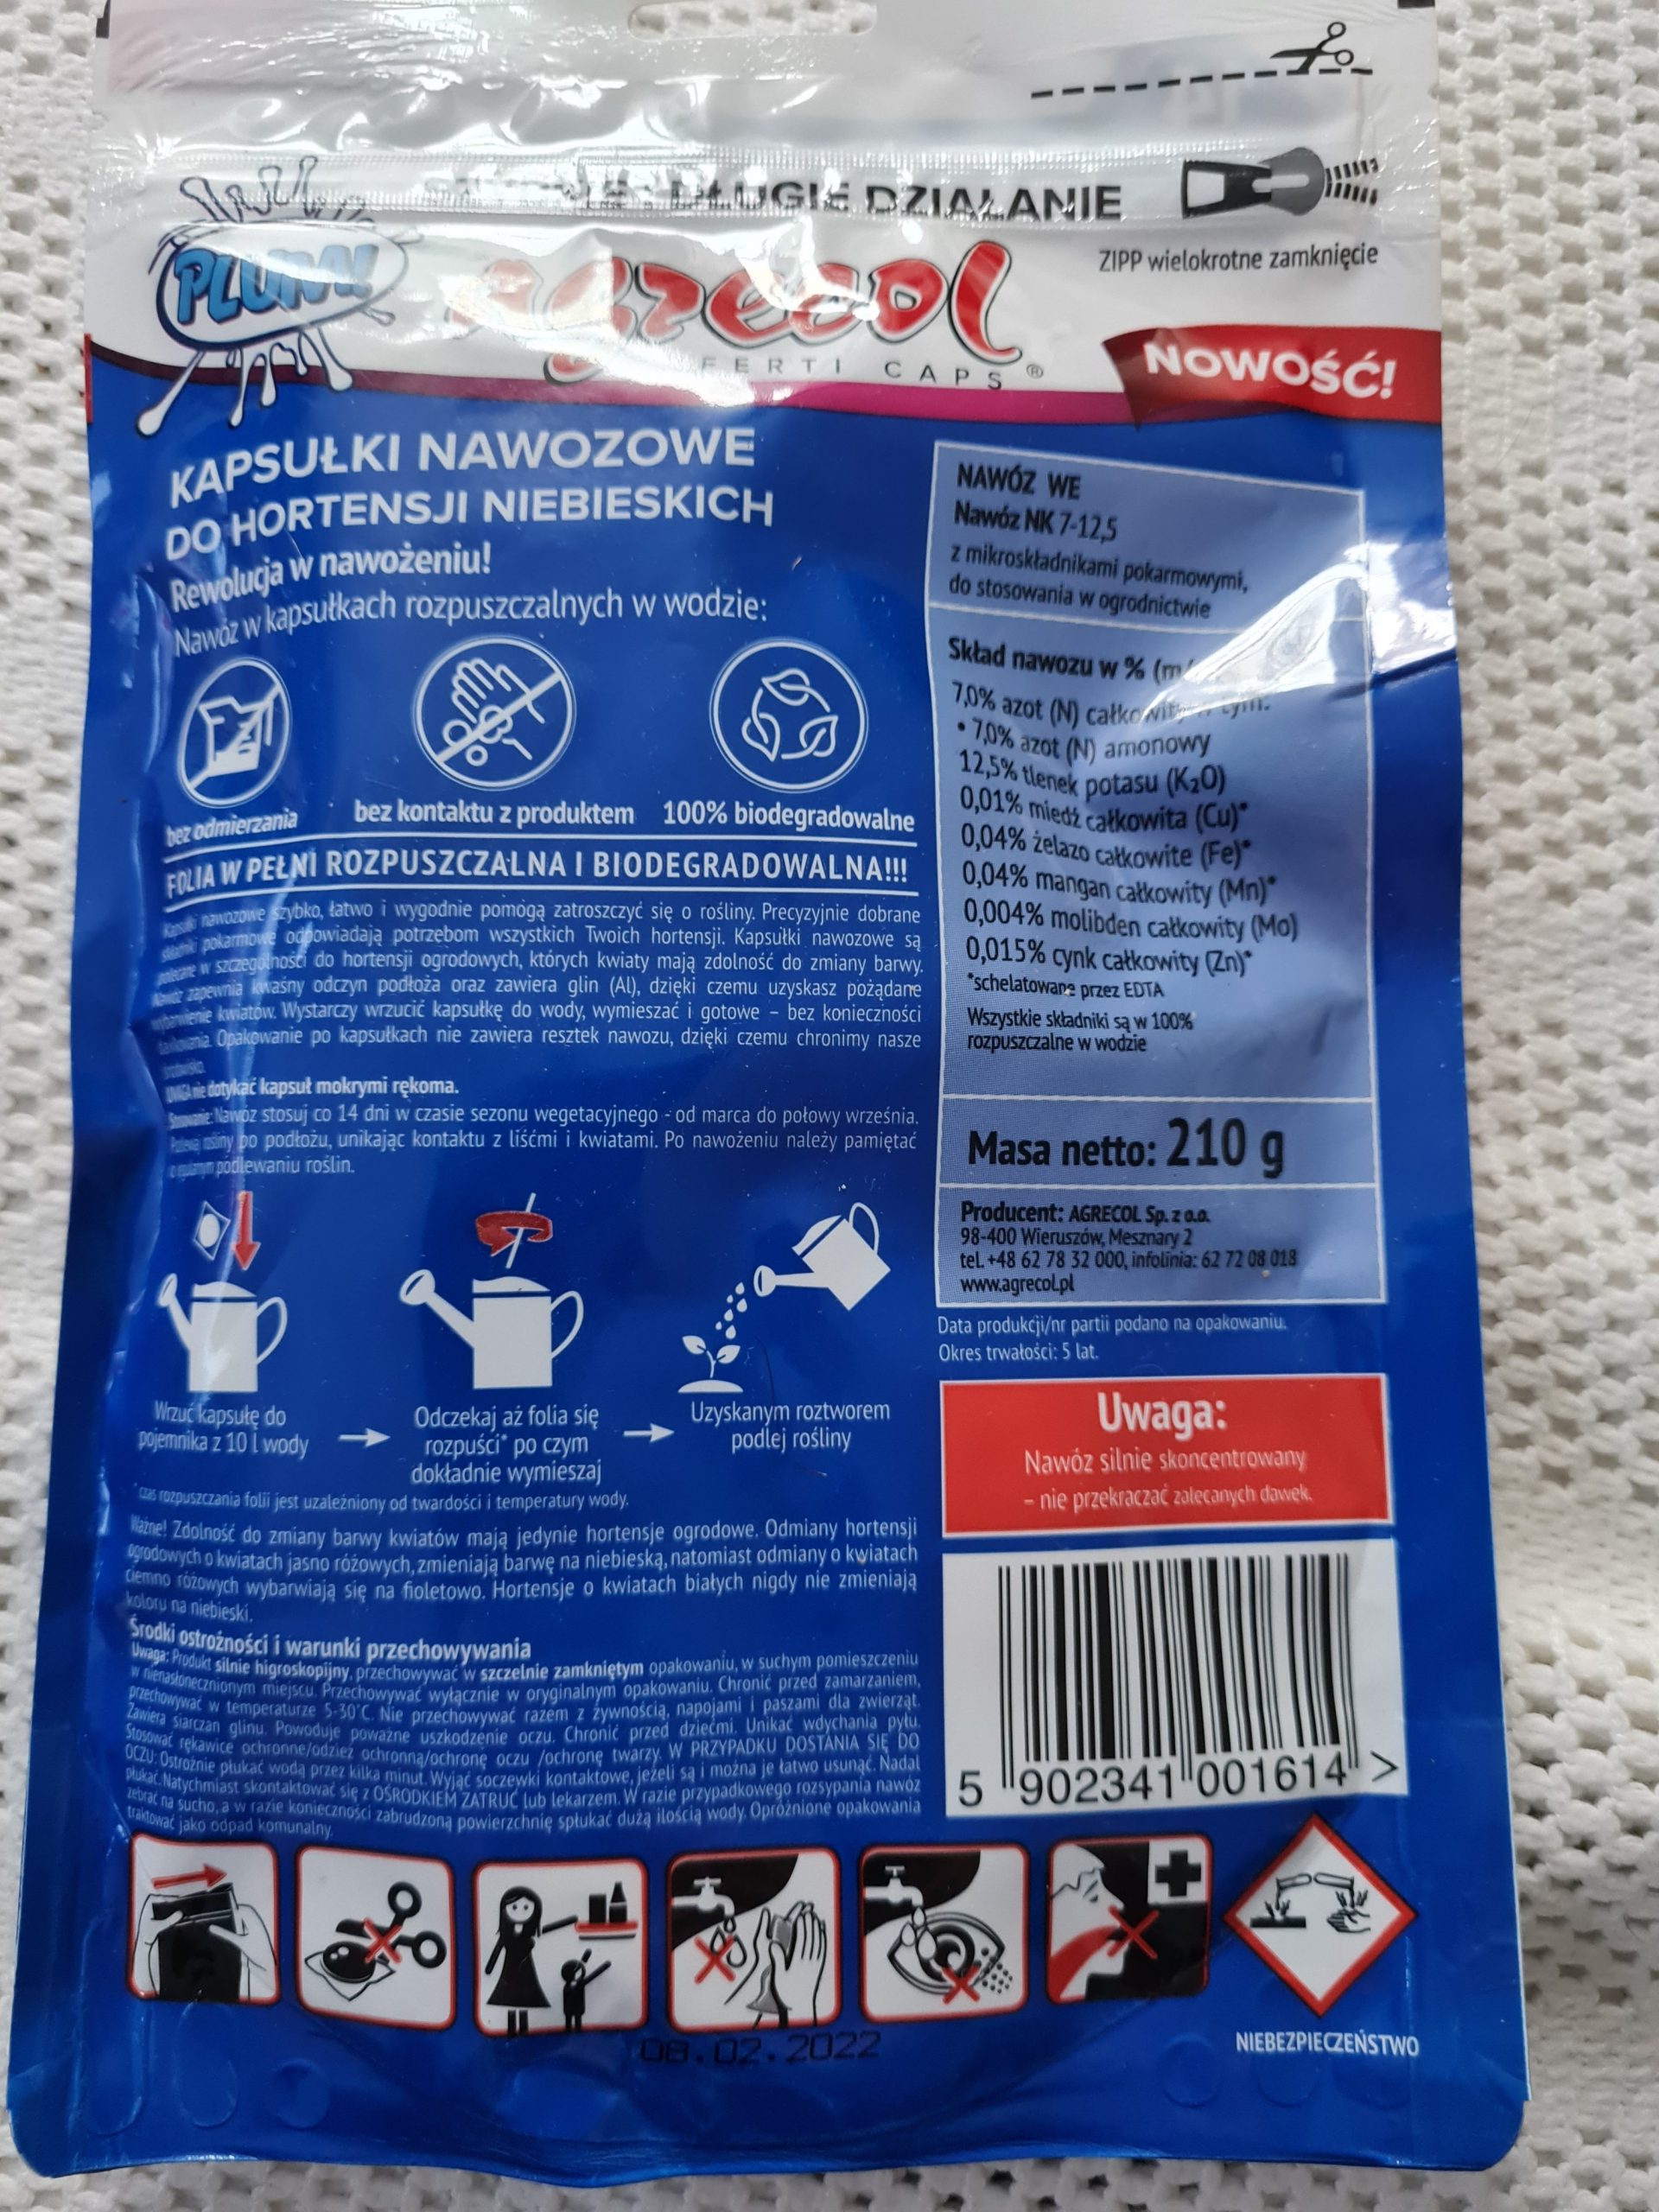 DŁUGIE DZIAŁANIE
ZIPP wielokrotne zamknięcie
PLUM!
Agrecol
FERTI CAPS ®
NOWOŚĆ!
KAPSUŁKI NAWOZOWE
DO HORTENSJI NIEBIESKICH
Rewolucja w nawożeniu!
Nawóz w kapsułkach rozpuszczalnych w wodzie:
bez odmierzania
bez kontaktu z produktem
100% biodegradowalne
FOLIA W PEŁNI ROZPUSZCZALNA I BIODEGRADOWALNA!!!
nawozowe szybko, łatwo i wygodnie pomogą zatroszczyć się o rośliny. Precyzyjnie dobrane
składniki pokarmowe odpowiadają potrzebom wszystkich Twoich hortensji. Kapsułki nawozowe są
polecane w szczególności do hortensji ogrodowych, których kwiaty mają zdolność do zmiany barwy.
Nawóz zapewnia kwaśny odczyn podłoża oraz zawiera glin (Al), dzięki czemu uzyskasz pożądane
wybarwienie kwiatów. Wystarczy wrzucić kapsułkę do wody, wymieszać i gotowe – bez konieczności
Opakowanie po kapsułkach nie zawiera resztek nawozu, dzięki czemu chronimy nasze
środowisko.
UWAGA nie dotykać kapsuł mokrymi rękoma.
Stosowanie: Nawóz stosuj co 14 dni w czasie sezonu wegetacyjnego - od marca do połowy września.
Podlewaj rośliny po podłożu, unikając kontaktu z liśćmi i kwiatami. Po nawożeniu należy pamiętać
o regularnym podlewaniu roślin.
Wrzuć kapsułę do
pojemnika z 10 l wody
Odczekaj aż folia się
rozpuści* po czym
dokładnie wymieszaj
Uzyskanym roztworem
podlej rośliny
* czas rozpuszczania folii jest uzależniony od twardości i temperatury wody.
Ważne! Zdolność do zmiany barwy kwiatów mają jedynie hortensje ogrodowe. Odmiany hortensji
ogrodowych o kwiatach jasno różowych, zmieniają barwę na niebieską, natomiast odmiany o kwiatach
ciemno różowych wybarwiają się na fioletowo. Hortensje o kwiatach białych nigdy nie zmieniają
koloru na niebieski.
Środki ostrożności i warunki przechowywania
Uwaga: Produkt silnie higroskopijny, przechowywać w szczelnie zamkniętym opakowaniu, w suchym pomieszczeniu
w nienasłonecznionym miejscu. Przechowywać wyłącznie w oryginalnym opakowaniu. Chronić przed zamarzaniem,
przechowywać w temperaturze 5-30°C. Nie przechowywać razem z żywnością, napojami i paszami dla zwierząt.
Zawiera siarczan glinu. Powoduje poważne uszkodzenie oczu. Chronić przed dziećmi. Unikać wdychania pyłu.
Stosować rękawice ochronne/odzież ochronną/ochronę oczu /ochronę twarzy. W PRZYPADKU DOSTANIA SIĘ DO
OCZU: Ostrożnie płukać wodą przez kilka minut. Wyjąć soczewki kontaktowe, jeżeli są i można je łatwo usunąć. Nadal
płukać. Natychmiast skontaktować się z OŚRODKIEM ZATRUĆ lub lekarzem. W razie przypadkowego rozsypania nawóz
zebrać na sucho, a w razie konieczności zabrudzoną powierzchnię spłukać dużą ilością wody. Opróżnione opakowania
traktować jako odpad komunalny.
NAWÓZ WE
Nawóz NK 7-12,5
z mikroskładnikami pokarmowymi,
do stosowania w ogrodnictwie
Skład nawozu w % (m/
7,0% azot (N) całkowity w tym:
• 7,0% azot (N) amonowy
12,5% tlenek potasu (K₂O)
0,01% miedź całkowita (Cu)*
0,04% żelazo całkowite (Fe)*
0,04% mangan całkowity (Mn)*
0,004% molibden całkowity (Mo)
0,015% cynk całkowity (Zn)*
*schelatowane przez EDTA
Wszystkie składniki są w 100%
rozpuszczalne w wodzie
Masa netto: 210 g
Producent: AGRECOL Sp. z o.o.
98-400 Wieruszów, Mesznary 2
tel. +48 62 78 32 000, infolinia: 62 72 08 018
www.agrecol.pl
Data produkcji/nr partii podano na opakowaniu.
Okres trwałości: 5 lat.
Uwaga:
Nawóz silnie skoncentrowany
– nie przekraczać zalecanych dawek.
5 902341 001614 >
NIEBEZPIECZEŃSTWO
08.02.2022